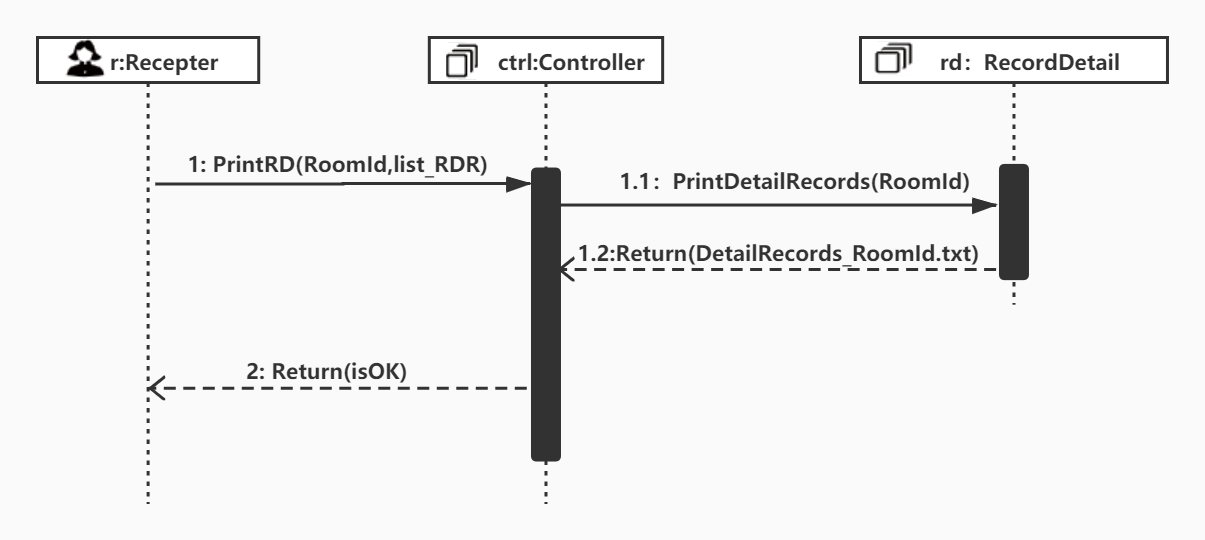 r:Recepter
ctrl:Controller
rd：RecordDetail
1: PrintRD(RoomId,list_RDR)
1.1：PrintDetailRecords(RoomId)
1.2:Return(DetailRecords_RoomId.txt)
2: Return(isOK)